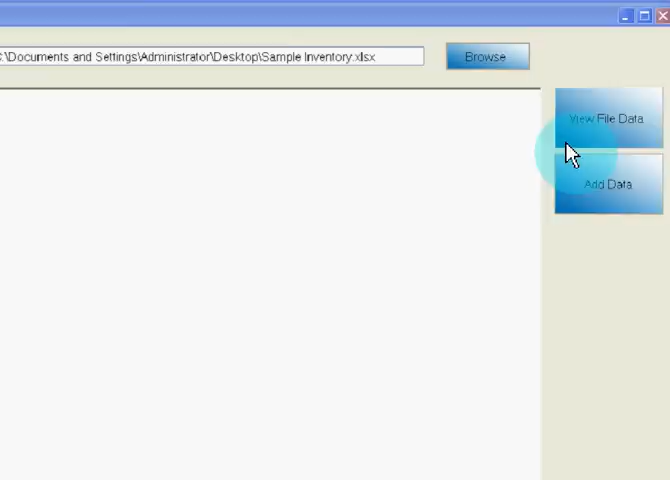 :\Documents and Settings\Administrator\Desktop\Sample Inventory.xlsx
Browse
View File Data
Add Data